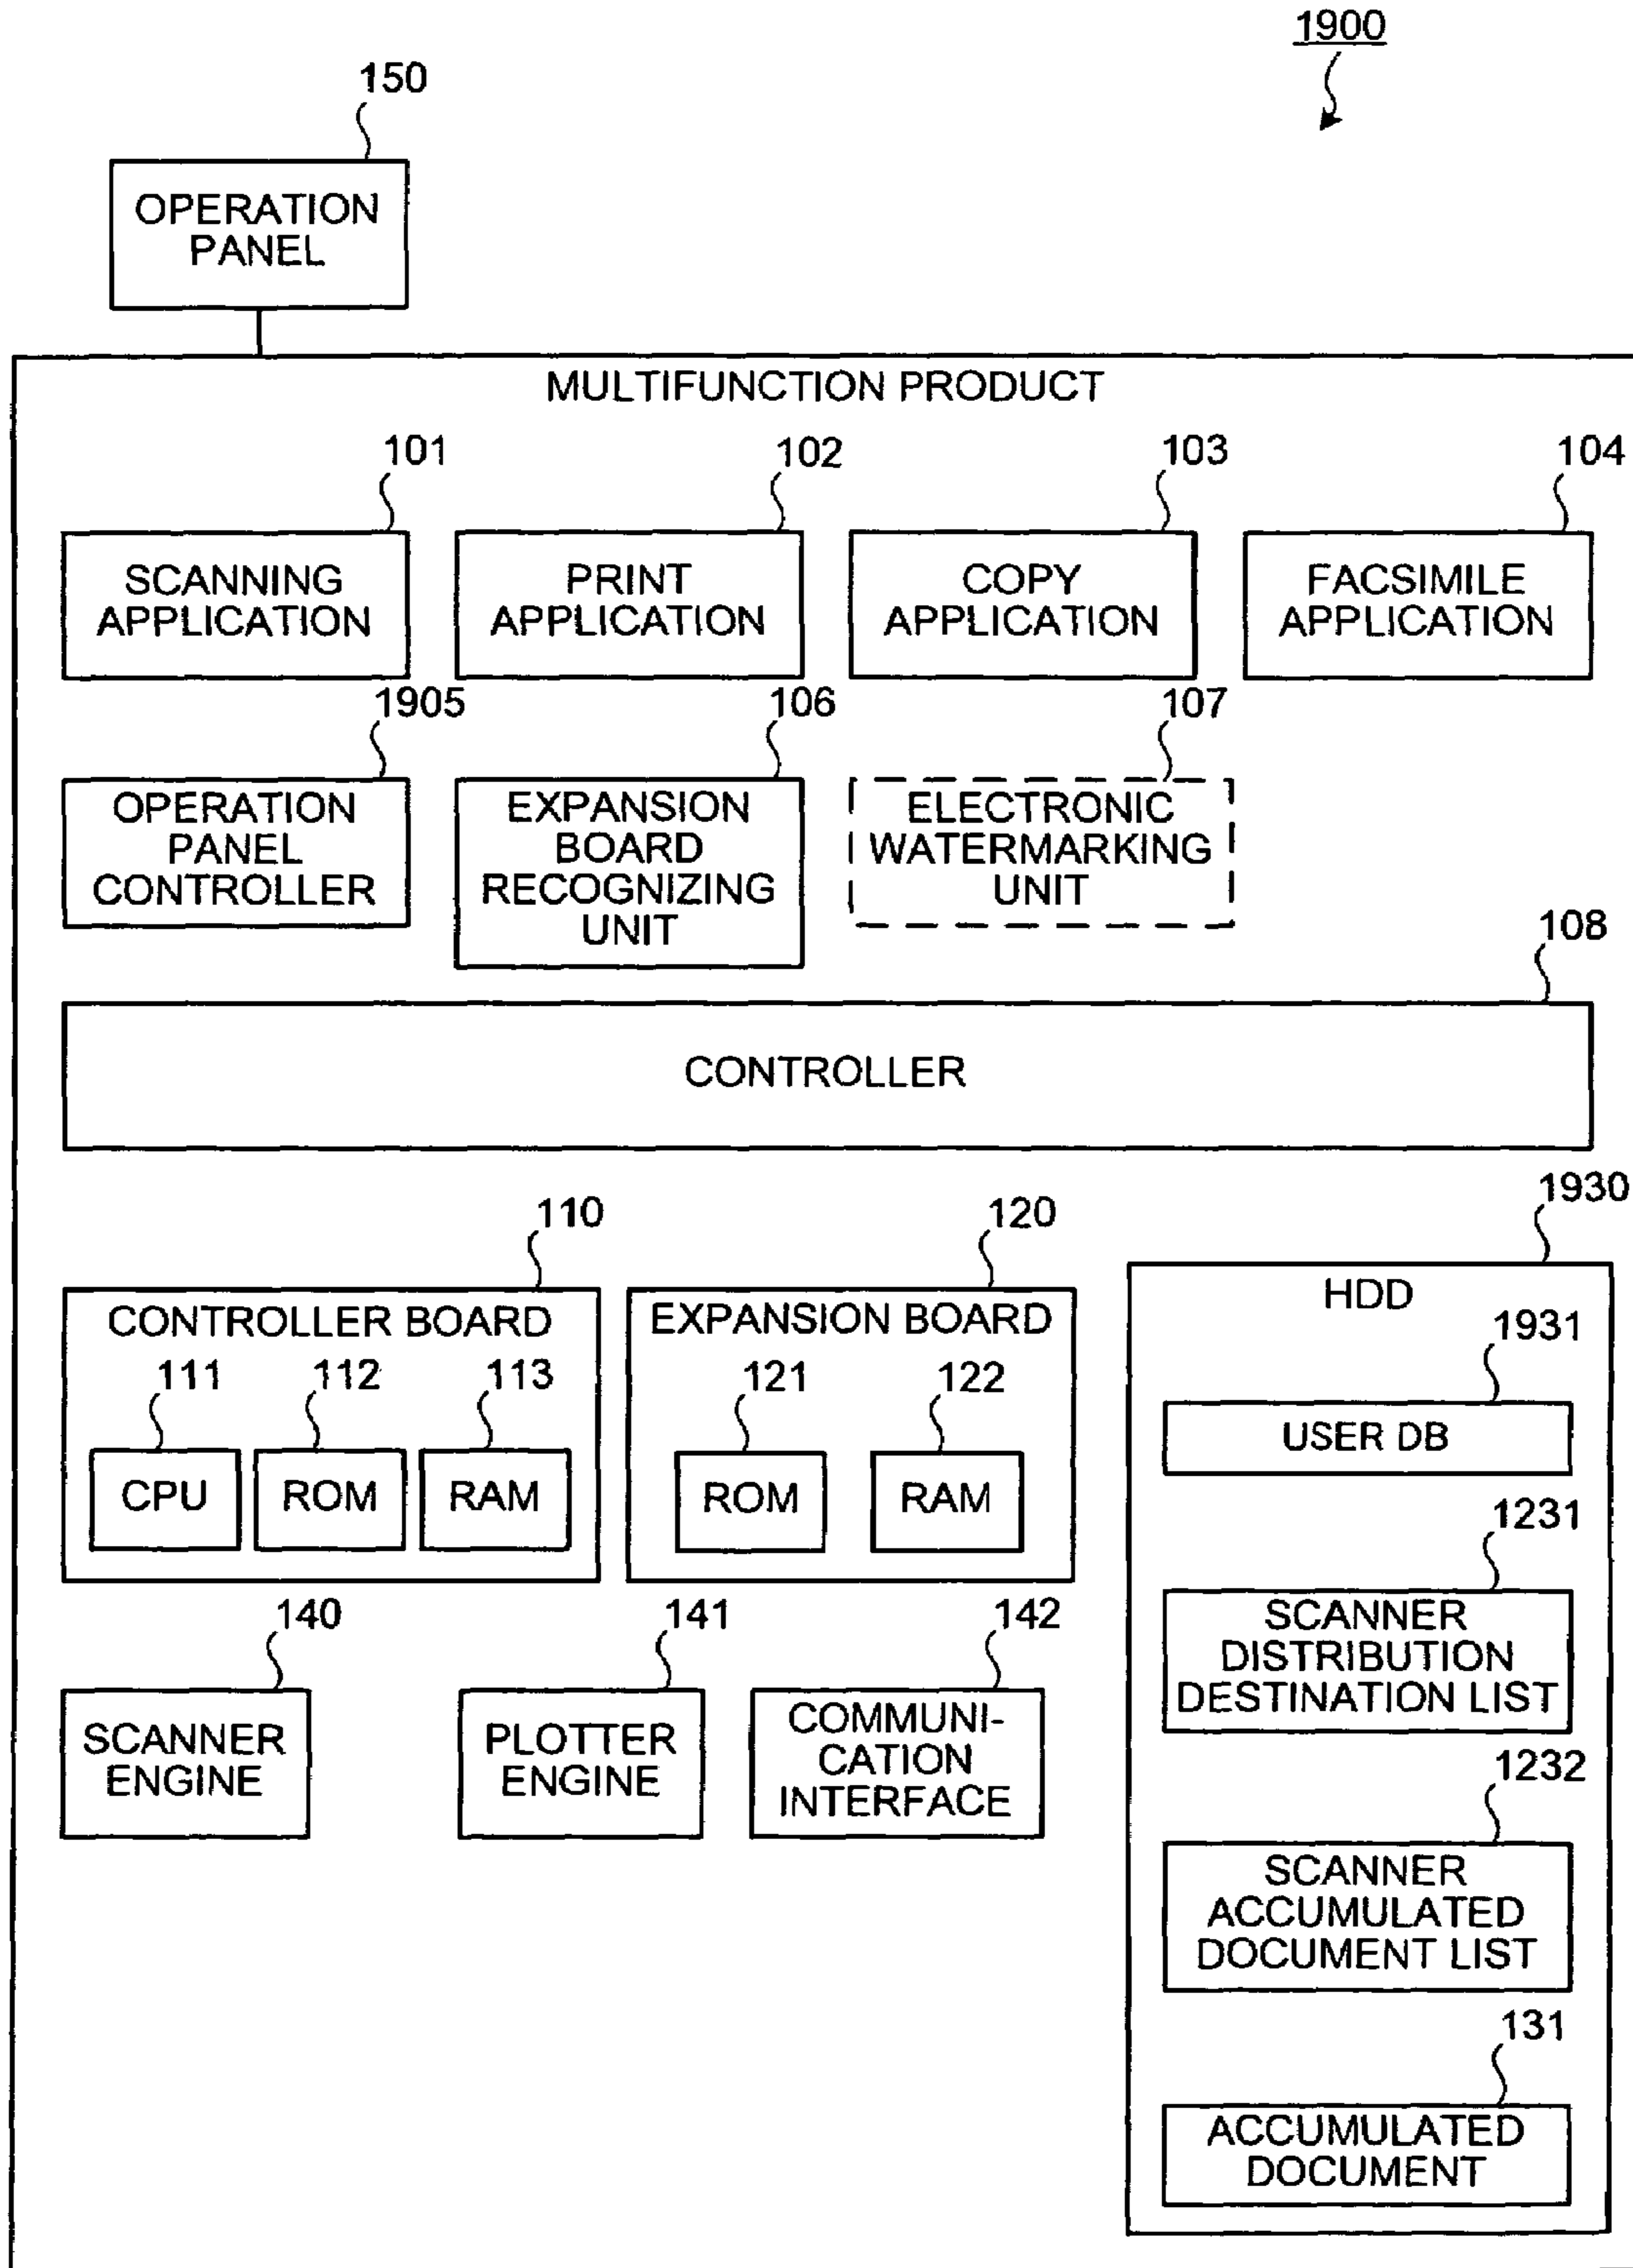 1900
150
OPERATION
PANEL
MULTIFUNCTION PRODUCT
101
102
103
104
SCANNING
APPLICATION
PRINT
APPLICATION
COPY
APPLICATION
FACSIMILE
APPLICATION
1905
106
107
OPERATION
PANEL
CONTROLLER
EXPANSION
BOARD
RECOGNIZING
UNIT
ELECTRONIC
WATERMARKING
UNIT
108
CONTROLLER
110
120
1930
CONTROLLER BOARD
111
112
113
CPU
ROM
RAM
EXPANSION BOARD
121
122
ROM
RAM
HDD
1931
USER DB
1231
SCANNER
DISTRIBUTION
DESTINATION LIST
1232
SCANNER
ACCUMULATED
DOCUMENT LIST
131
ACCUMULATED
DOCUMENT
140
141
142
SCANNER
ENGINE
PLOTTER
ENGINE
COMMUNI-
CATION
INTERFACE